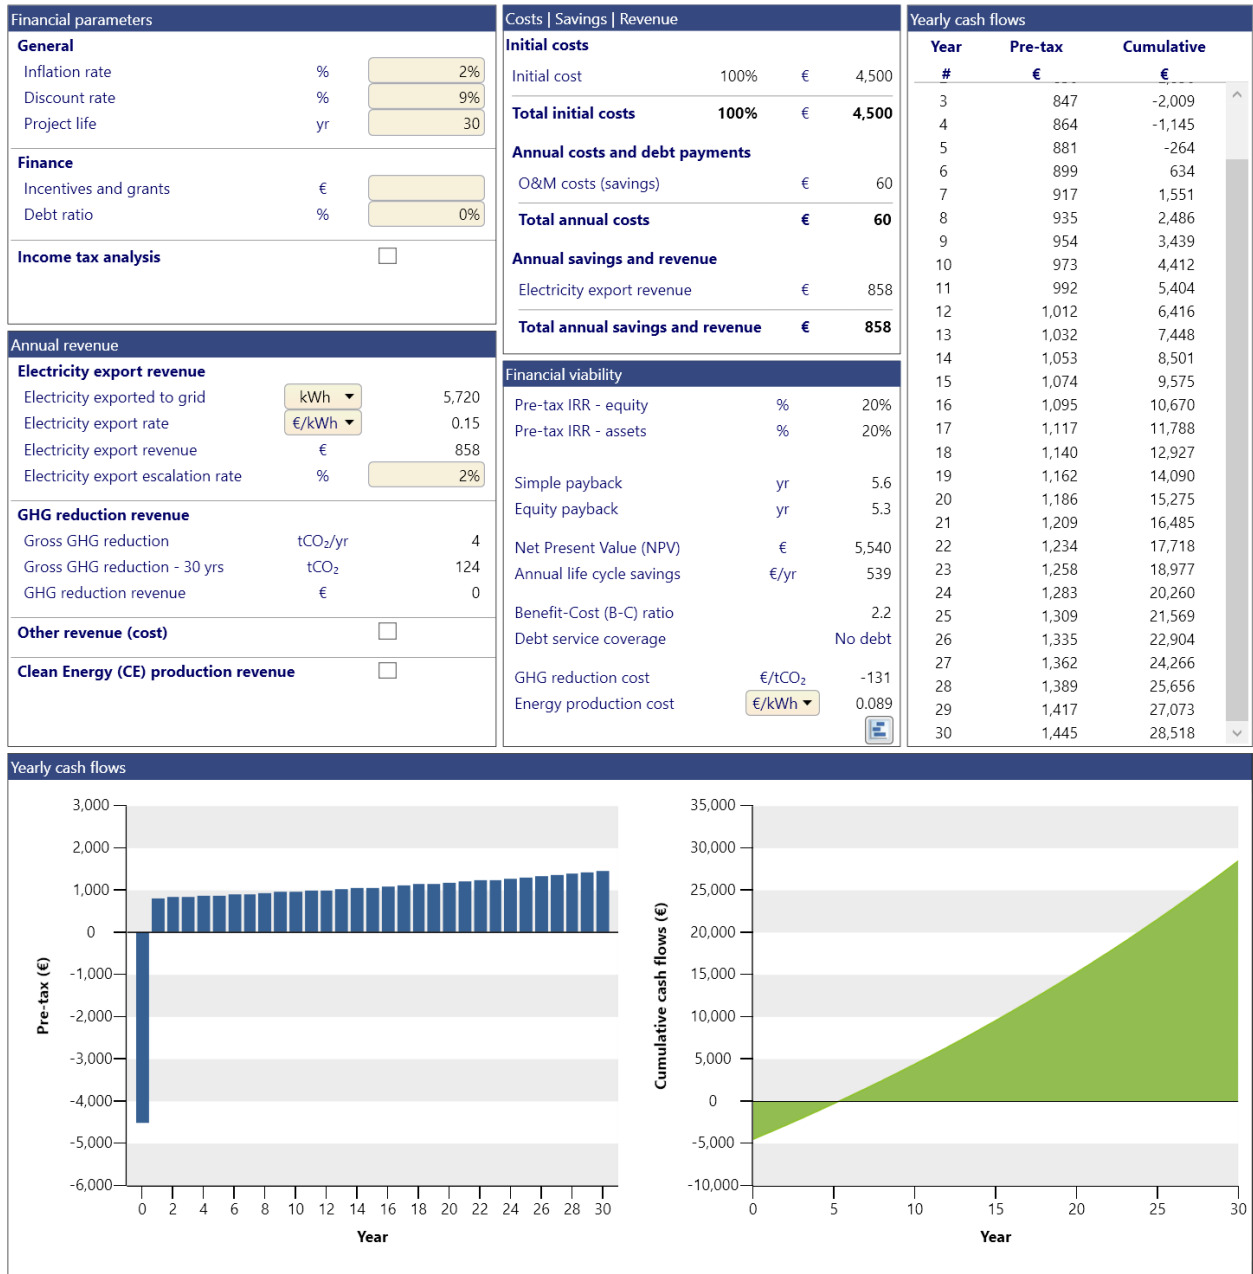 Financial parameters
General
Inflation rate % 2%
Discount rate % 9%
Project life yr 30
Finance
Incentives and grants €
Debt ratio % 0%
Income tax analysis
Annual revenue
Electricity export revenue
Electricity exported to grid kWh 5,720
Electricity export rate €/kWh 0.15
Electricity export revenue € 858
Electricity export escalation rate % 2%
GHG reduction revenue
Gross GHG reduction tCO₂/yr 4
Gross GHG reduction - 30 yrs tCO₂ 124
GHG reduction revenue € 0
Other revenue (cost)
Clean Energy (CE) production revenue
Costs | Savings | Revenue
Initial costs
Initial cost 100% € 4,500
Total initial costs 100% € 4,500
Annual costs and debt payments
O&M costs (savings) € 60
Total annual costs € 60
Annual savings and revenue
Electricity export revenue € 858
Total annual savings and revenue € 858
Financial viability
Pre-tax IRR - equity % 20%
Pre-tax IRR - assets % 20%
Simple payback yr 5.6
Equity payback yr 5.3
Net Present Value (NPV) € 5,540
Annual life cycle savings €/yr 539
Benefit-Cost (B-C) ratio 2.2
Debt service coverage No debt
GHG reduction cost €/tCO₂ -131
Energy production cost €/kWh 0.089
Yearly cash flows
Year Pre-tax Cumulative
# € €
3 847 -2,009
4 864 -1,145
5 881 -264
6 899 634
7 917 1,551
8 935 2,486
9 954 3,439
10 973 4,412
11 992 5,404
12 1,012 6,416
13 1,032 7,448
14 1,053 8,501
15 1,074 9,575
16 1,095 10,670
17 1,117 11,788
18 1,140 12,927
19 1,162 14,090
20 1,186 15,275
21 1,209 16,485
22 1,234 17,718
23 1,258 18,977
24 1,283 20,260
25 1,309 21,569
26 1,335 22,904
27 1,362 24,266
28 1,389 25,656
29 1,417 27,073
30 1,445 28,518
Yearly cash flows
Pre-tax (€)
3,000
2,000
1,000
0
-1,000
-2,000
-3,000
-4,000
-5,000
-6,000
0 2 4 6 8 10 12 14 16 18 20 22 24 26 28 30
Year
Cumulative cash flows (€)
35,000
30,000
25,000
20,000
15,000
10,000
5,000
0
-5,000
-10,000
0 5 10 15 20 25 30
Year